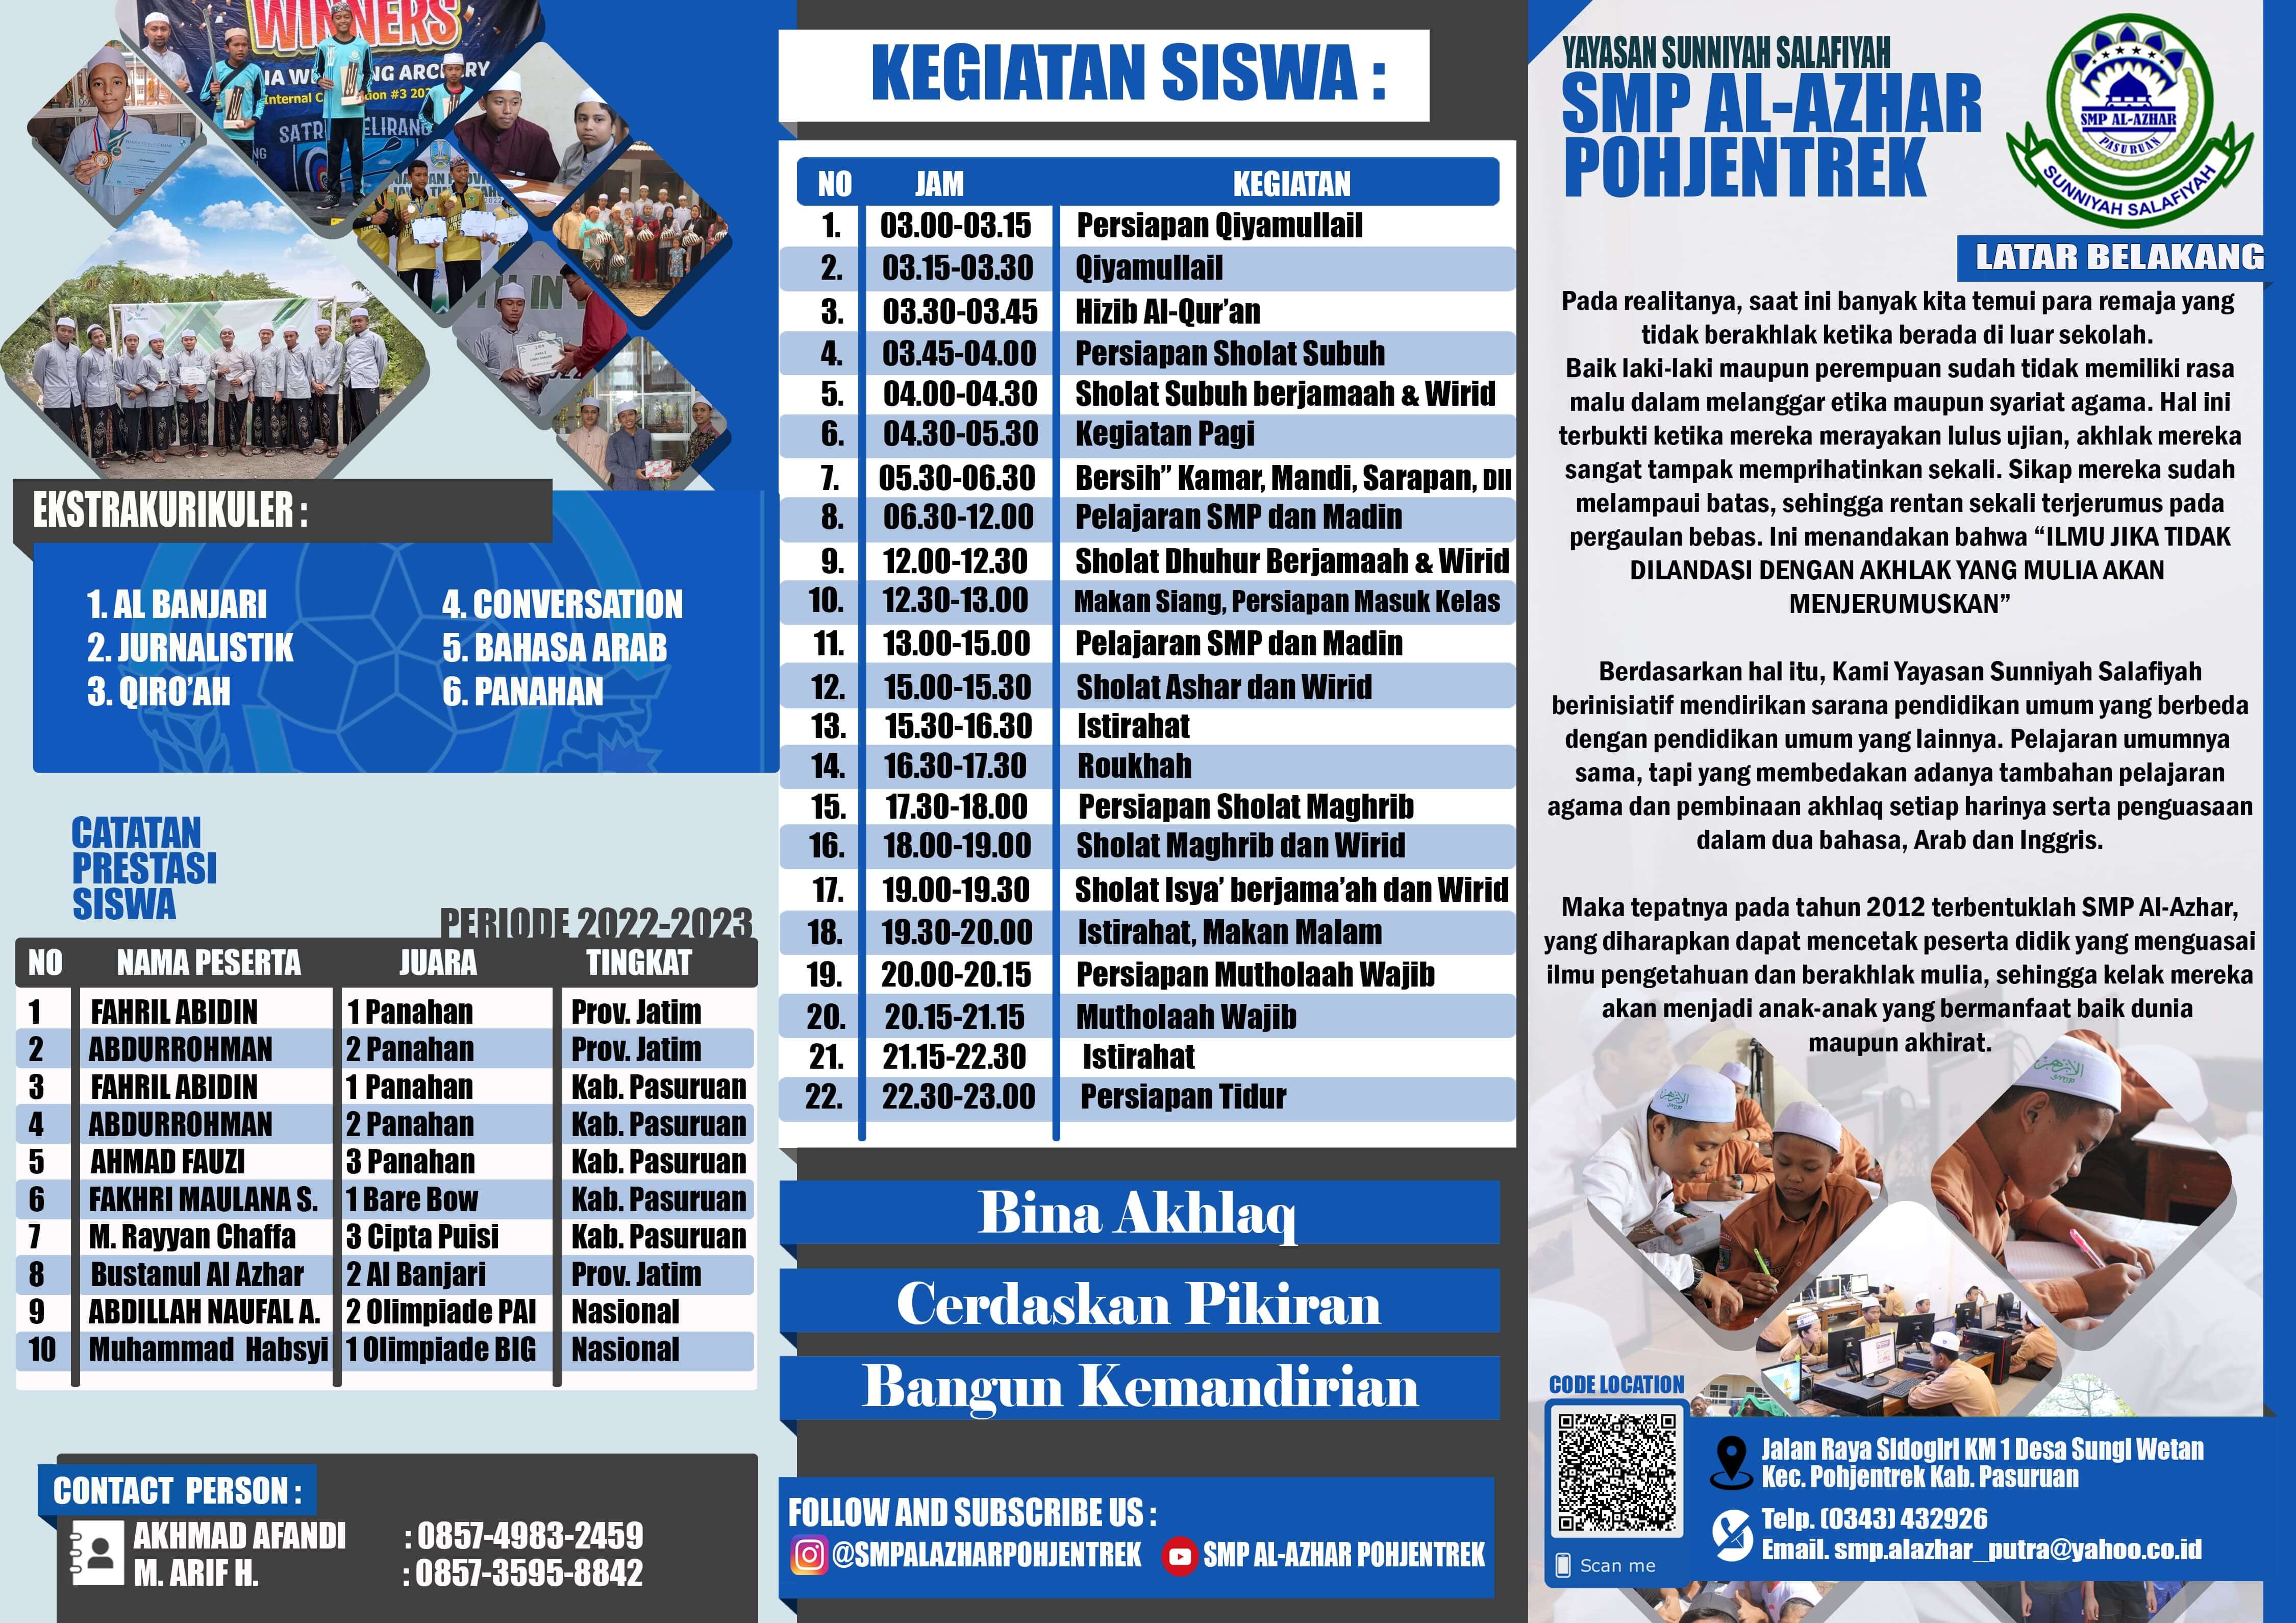 WINNERS
NG ARCHERY
Internal C
SATR
ELIRANG
EKSTRAKURIKULER :
1. AL BANJARI
2. JURNALISTIK
3. QIRO’AH
4. CONVERSATION
5. BAHASA ARAB
6. PANAHAN
CATATAN
PRESTASI
SISWA
PERIODE 2022-2023
NO NAMA PESERTA JUARA TINGKAT
1 FAHRIL ABIDIN 1 Panahan Prov. Jatim
2 ABDURROHMAN 2 Panahan Prov. Jatim
3 FAHRIL ABIDIN 1 Panahan Kab. Pasuruan
4 ABDURROHMAN 2 Panahan Kab. Pasuruan
5 AHMAD FAUZI 3 Panahan Kab. Pasuruan
6 FAKHRI MAULANA S. 1 Bare Bow Kab. Pasuruan
7 M. Rayyan Chaffa 3 Cipta Puisi Kab. Pasuruan
8 Bustanul Al Azhar 2 Al Banjari Prov. Jatim
9 ABDILLAH NAUFAL A. 2 Olimpiade PAI Nasional
10 Muhammad Habsyi 1 Olimpiade BIG Nasional
CONTACT PERSON :
AKHMAD AFANDI : 0857-4983-2459
M. ARIF H. : 0857-3595-8842
KEGIATAN SISWA :
NO JAM KEGIATAN
1. 03.00-03.15 Persiapan Qiyamullail
2. 03.15-03.30 Qiyamullail
3. 03.30-03.45 Hizib Al-Qur’an
4. 03.45-04.00 Persiapan Sholat Subuh
5. 04.00-04.30 Sholat Subuh berjamaah & Wirid
6. 04.30-05.30 Kegiatan Pagi
7. 05.30-06.30 Bersih” Kamar, Mandi, Sarapan, Dll
8. 06.30-12.00 Pelajaran SMP dan Madin
9. 12.00-12.30 Sholat Dhuhur Berjamaah & Wirid
10. 12.30-13.00 Makan Siang, Persiapan Masuk Kelas
11. 13.00-15.00 Pelajaran SMP dan Madin
12. 15.00-15.30 Sholat Ashar dan Wirid
13. 15.30-16.30 Istirahat
14. 16.30-17.30 Roukhah
15. 17.30-18.00 Persiapan Sholat Maghrib
16. 18.00-19.00 Sholat Maghrib dan Wirid
17. 19.00-19.30 Sholat Isya’ berjama’ah dan Wirid
18. 19.30-20.00 Istirahat, Makan Malam
19. 20.00-20.15 Persiapan Mutholaah Wajib
20. 20.15-21.15 Mutholaah Wajib
21. 21.15-22.30 Istirahat
22. 22.30-23.00 Persiapan Tidur
Bina Akhlaq
Cerdaskan Pikiran
Bangun Kemandirian
FOLLOW AND SUBSCRIBE US :
@SMPALAZHARPOHJENTREK SMP AL-AZHAR POHJENTREK
YAYASAN SUNNIYAH SALAFIYAH
SMP AL-AZHAR
POHJENTREK
SMP AL-AZHAR
PASURUAN
SUNNIYAH SALAFIYAH
LATAR BELAKANG
Pada realitanya, saat ini banyak kita temui para remaja yang
tidak berakhlak ketika berada di luar sekolah.
Baik laki-laki maupun perempuan sudah tidak memiliki rasa
malu dalam melanggar etika maupun syariat agama. Hal ini
terbukti ketika mereka merayakan lulus ujian, akhlak mereka
sangat tampak memprihatinkan sekali. Sikap mereka sudah
melampaui batas, sehingga rentan sekali terjerumus pada
pergaulan bebas. Ini menandakan bahwa “ILMU JIKA TIDAK
DILANDASI DENGAN AKHLAK YANG MULIA AKAN
MENJERUMUSKAN”
Berdasarkan hal itu, Kami Yayasan Sunniyah Salafiyah
berinisiatif mendirikan sarana pendidikan umum yang berbeda
dengan pendidikan umum yang lainnya. Pelajaran umumnya
sama, tapi yang membedakan adanya tambahan pelajaran
agama dan pembinaan akhlaq setiap harinya serta penguasaan
dalam dua bahasa, Arab dan Inggris.
Maka tepatnya pada tahun 2012 terbentuklah SMP Al-Azhar,
yang diharapkan dapat mencetak peserta didik yang menguasai
ilmu pengetahuan dan berakhlak mulia, sehingga kelak mereka
akan menjadi anak-anak yang bermanfaat baik dunia
maupun akhirat.
CODE LOCATION
Scan me
Jalan Raya Sidogiri KM 1 Desa Sungi Wetan
Kec. Pohjentrek Kab. Pasuruan
Telp. (0343) 432926
Email. smp.alazhar_putra@yahoo.co.id